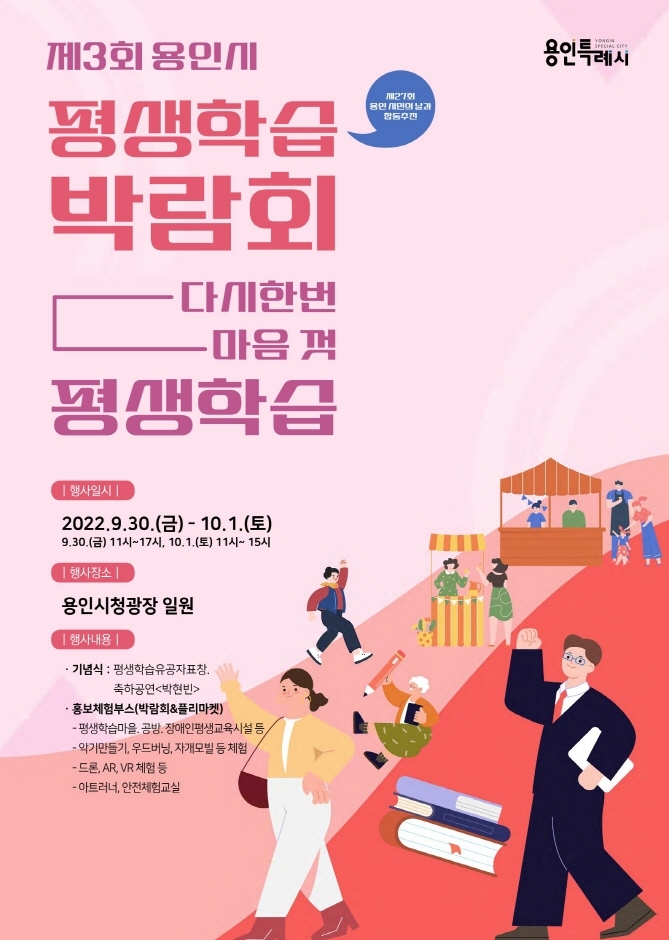 제3회 용인시
용인특례시
YONGIN
SPECIAL CITY
제27회
용인 시민의 날과
합동추진
평생학습
박람회
다시한번
마음 껏
평생학습
| 행사일시 |
2022.9.30.(금) - 10.1.(토)
9.30.(금) 11시~17시, 10.1.(토) 11시~ 15시
| 행사장소 |
용인시청광장 일원
| 행사내용 |
· 기념식 : 평생학습유공자표창.
축하공연<박현빈>
· 홍보체험부스(박람회&플리마켓)
- 평생학습마을. 공방. 장애인평생교육시설 등
- 악기만들기, 우드버닝, 자개모빌 등 체험
- 드론, AR, VR 체험 등
- 아트러너, 안전체험교실